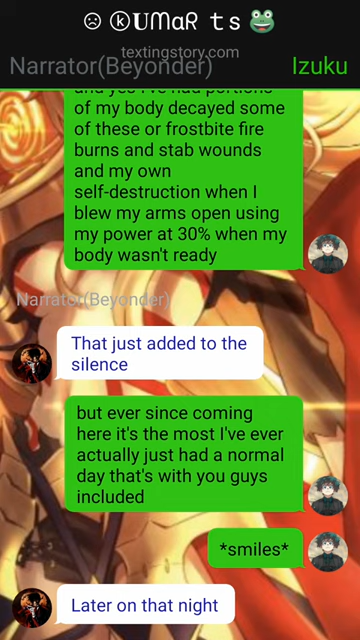 ☹ ⓚUMaR ts 🐸
textingstory.com
Narrator(Beyonder) Izuku
and yes I've had portions
of my body decayed some
of these or frostbite fire
burns and stab wounds
and my own
self-destruction when I
blew my arms open using
my power at 30% when my
body wasn't ready
Narrator(Beyonder)
That just added to the
silence
but ever since coming
here it's the most I've ever
actually just had a normal
day that's with you guys
included
*smiles*
Later on that night